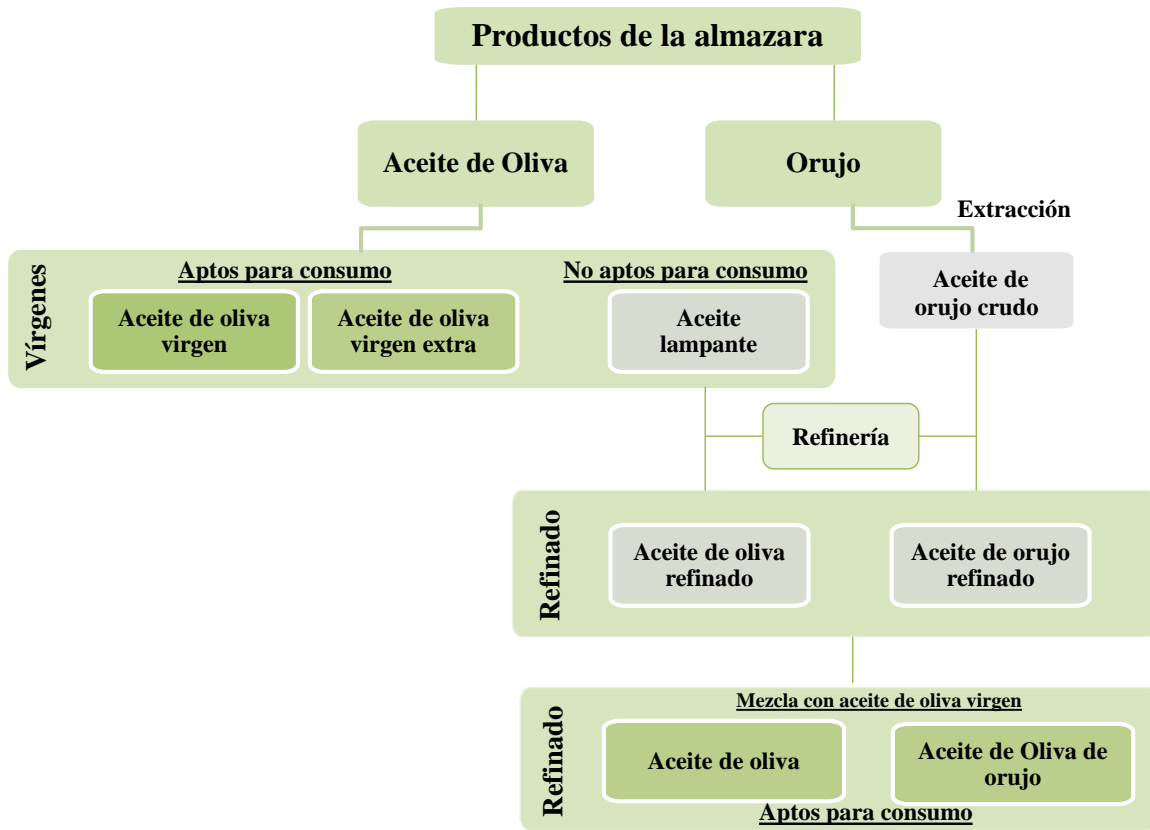 Productos de la almazara
Aceite de Oliva
Orujo
Extracción
Vírgenes
Aptos para consumo
No aptos para consumo
Aceite de oliva
virgen
Aceite de oliva
virgen extra
Aceite
lampante
Aceite de
orujo crudo
Refinería
Refinado
Aceite de oliva
refinado
Aceite de orujo
refinado
Refinado
Mezcla con aceite de oliva virgen
Aceite de oliva
Aceite de Oliva de
orujo
Aptos para consumo